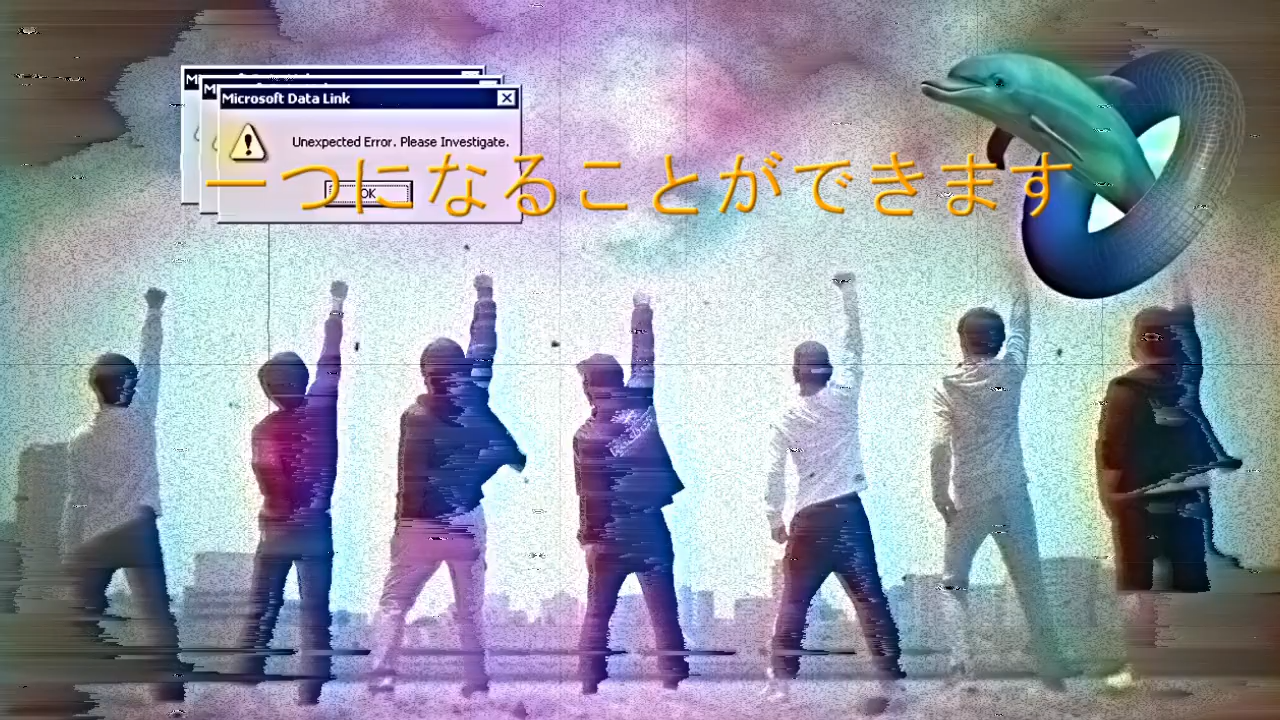 Microsoft Data Link
Unexpected Error. Please Investigate.
OK
一つになることができます